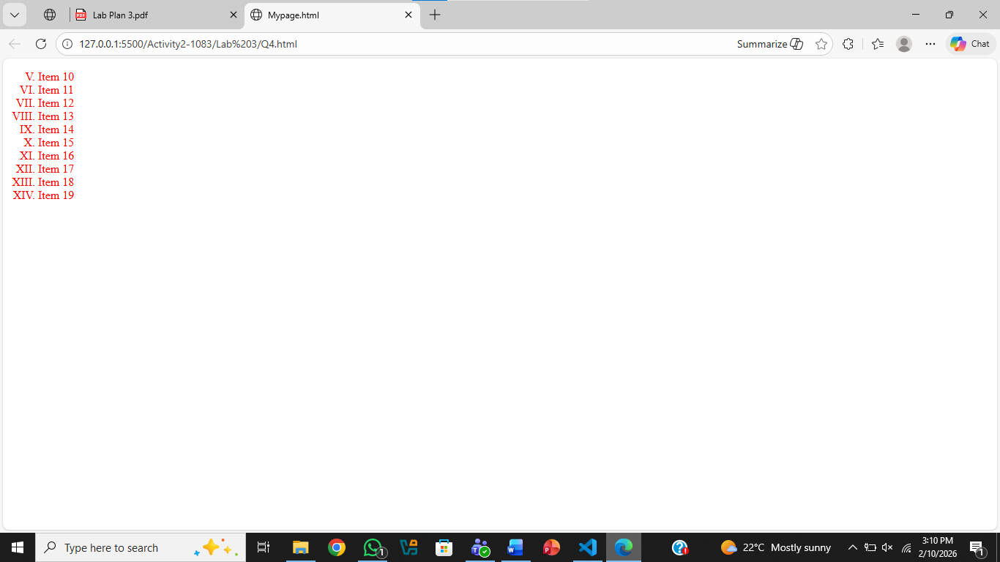 PDF
Lab Plan 3.pdf
Mypage.html
127.0.0.1:5500/Activity2-1083/Lab%203/Q4.html
Summarize
Chat
V. Item 10
VI. Item 11
VII. Item 12
VIII. Item 13
IX. Item 14
X. Item 15
XI. Item 16
XII. Item 17
XIII. Item 18
XIV. Item 19
Type here to search
1
22°C Mostly sunny
3:10 PM
2/10/2026
1